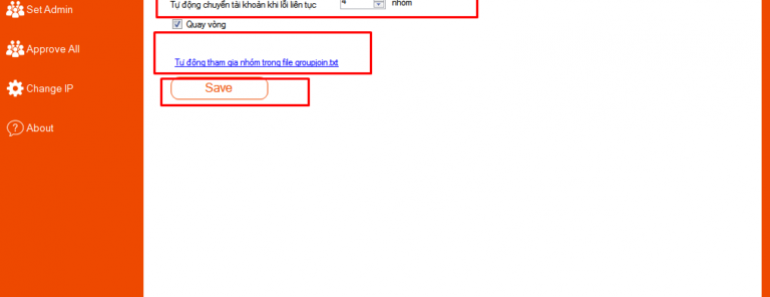 Set Admin
Tự động chuyển tài khoản khi lỗi liên tục 4 nhóm
Quay vòng
Approve All
Tự động tham gia nhóm trong file groupjoin.txt
Change IP
Save
About